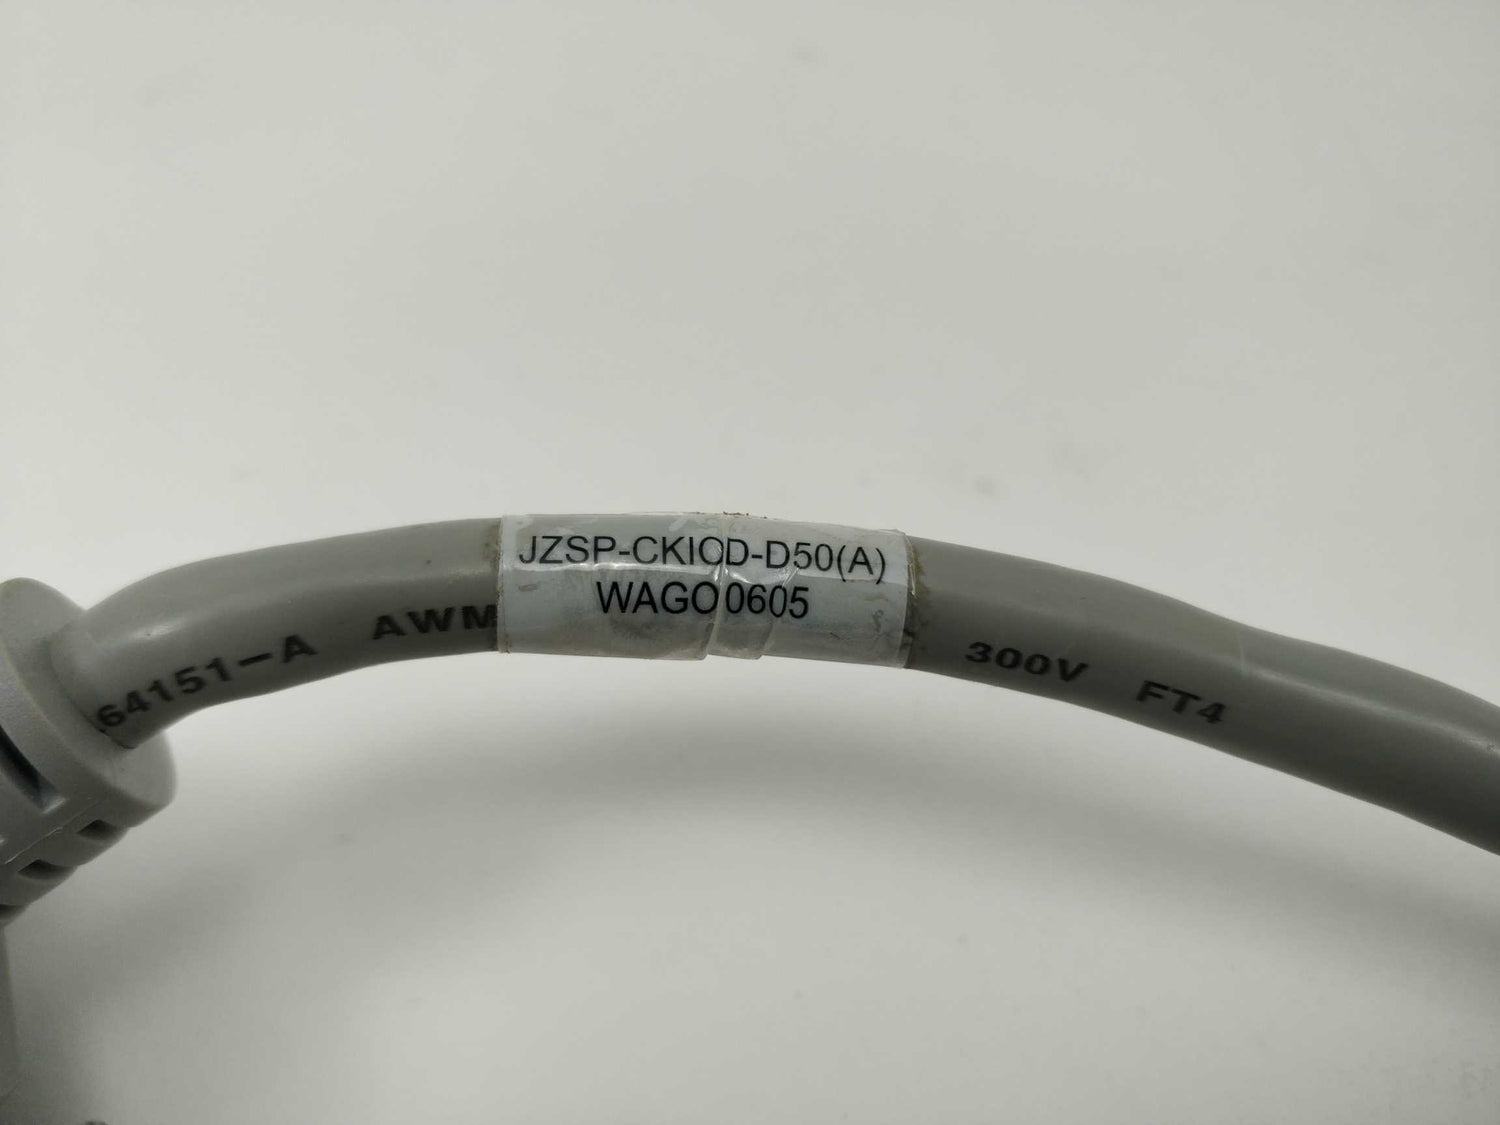 JZSP-CKIOD-D50(A)
WAGO 0605
64151-A AWM
300V FT4